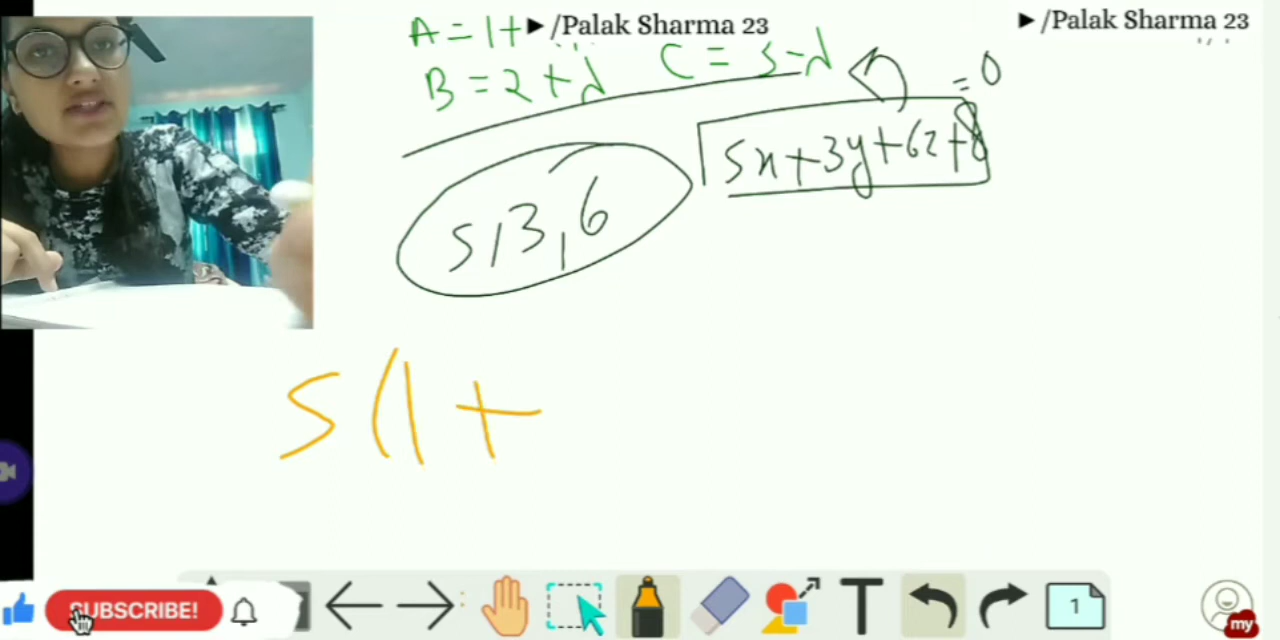 A = 1+
▶ /Palak Sharma 23
▶ /Palak Sharma 23
B = 2 + λ
C = 3 - λ
= 0
5x+3y+6z+8
5,3,6
5(1 +
SUBSCRIBE!
T
1
my